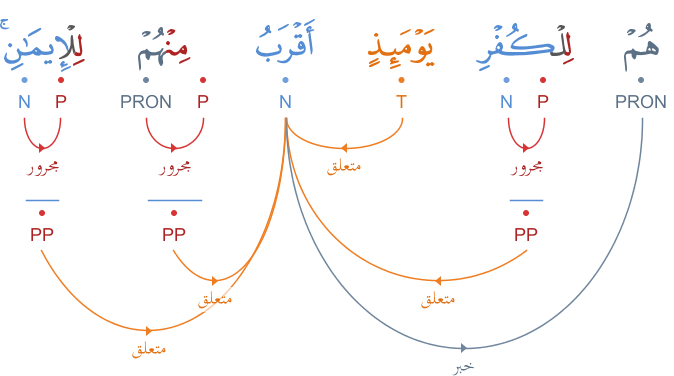 هُمْ لِلْكُفْرِ يَوْمَئِذٍ أَقْرَبُ مِنْهُمْ لِلْإِيمَـٰنِ ۚ
PRON P N T N P PRON P N
مجرور متعلق مجرور مجرور
PP PP PP
متعلق متعلق
متعلق
خبر